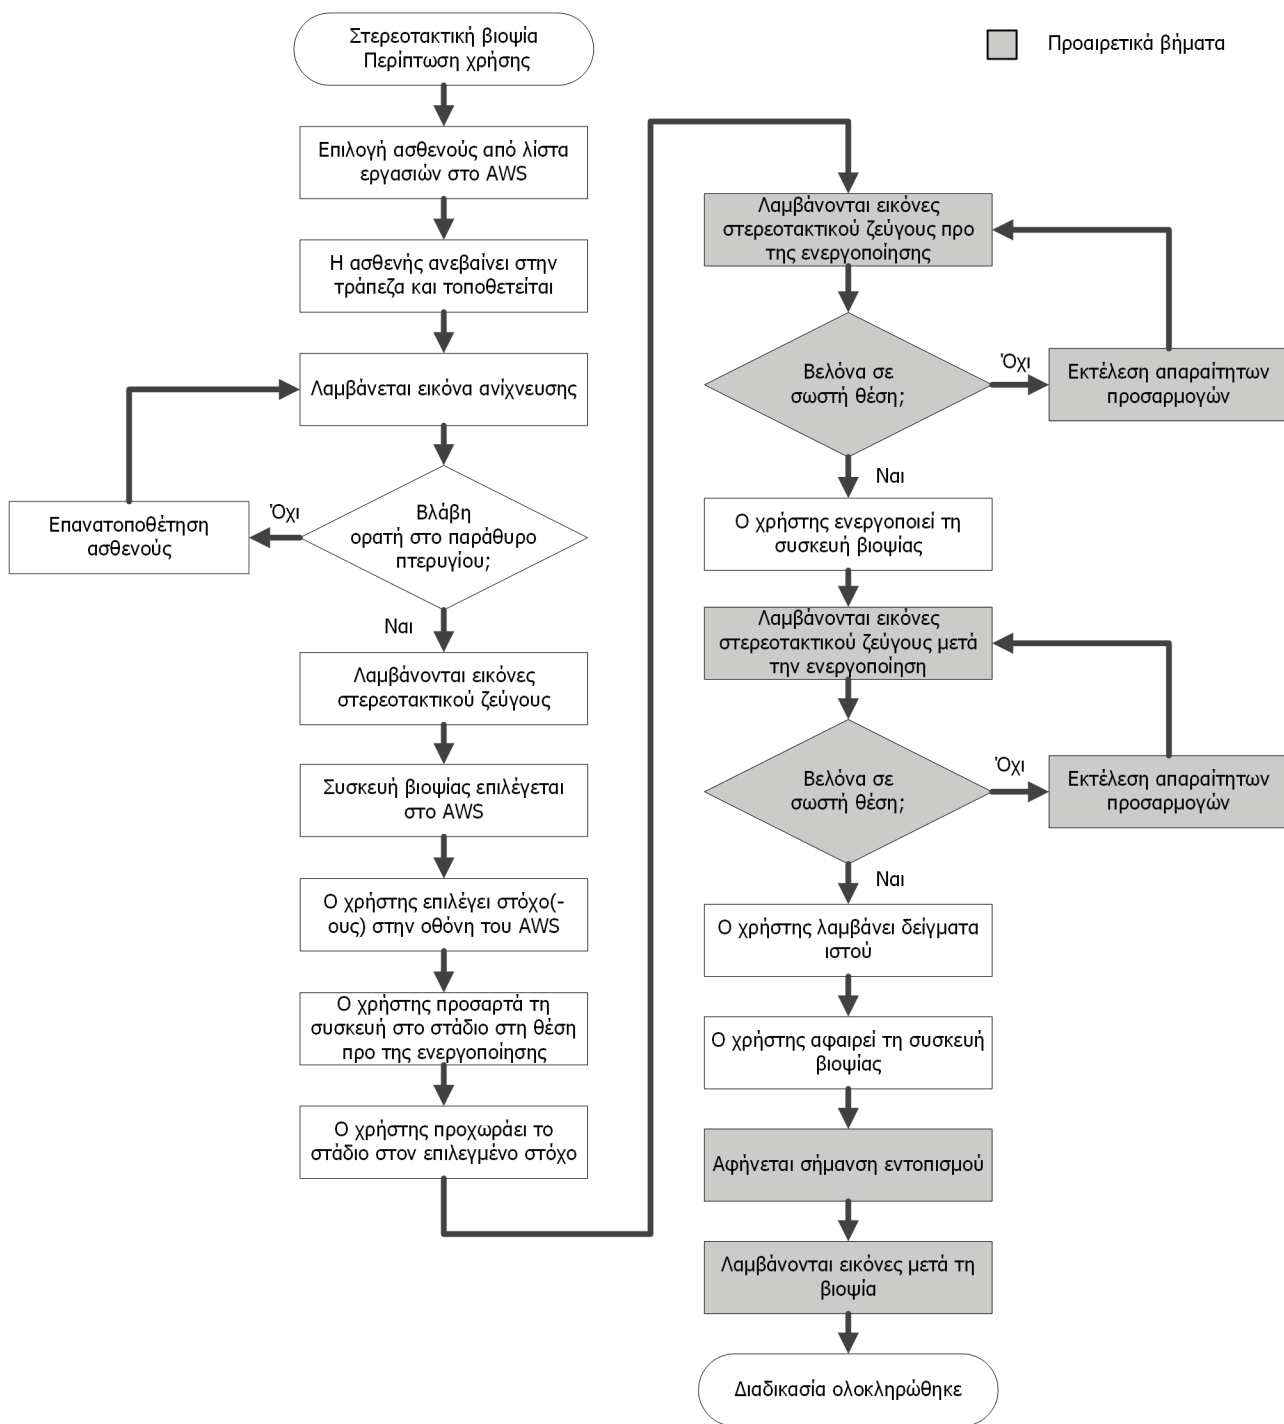 Στερεοτακτική βιοψία
Περίπτωση χρήσης
Επιλογή ασθενούς από λίστα
εργασιών στο AWS
Η ασθενής ανεβαίνει στην
τράπεζα και τοποθετείται
Λαμβάνεται εικόνα ανίχνευσης
Βλάβη
ορατή στο παράθυρο
πτερυγίου;
Όχι
Επανατοποθέτηση
ασθενούς
Ναι
Λαμβάνονται εικόνες
στερεοτακτικού ζεύγους
Συσκευή βιοψίας επιλέγεται
στο AWS
Ο χρήστης επιλέγει στόχο(-
ους) στην οθόνη του AWS
Ο χρήστης προσαρτά τη
συσκευή στο στάδιο στη θέση
προ της ενεργοποίησης
Ο χρήστης προχωράει το
στάδιο στον επιλεγμένο στόχο
Προαιρετικά βήματα
Λαμβάνονται εικόνες
στερεοτακτικού ζεύγους προ
της ενεργοποίησης
Βελόνα σε
σωστή θέση;
Όχι
Εκτέλεση απαραίτητων
προσαρμογών
Ναι
Ο χρήστης ενεργοποιεί τη
συσκευή βιοψίας
Λαμβάνονται εικόνες
στερεοτακτικού ζεύγους μετά
την ενεργοποίηση
Βελόνα σε
σωστή θέση;
Όχι
Εκτέλεση απαραίτητων
προσαρμογών
Ναι
Ο χρήστης λαμβάνει δείγματα
ιστού
Ο χρήστης αφαιρεί τη συσκευή
βιοψίας
Αφήνεται σήμανση εντοπισμού
Λαμβάνονται εικόνες μετά τη
βιοψία
Διαδικασία ολοκληρώθηκε